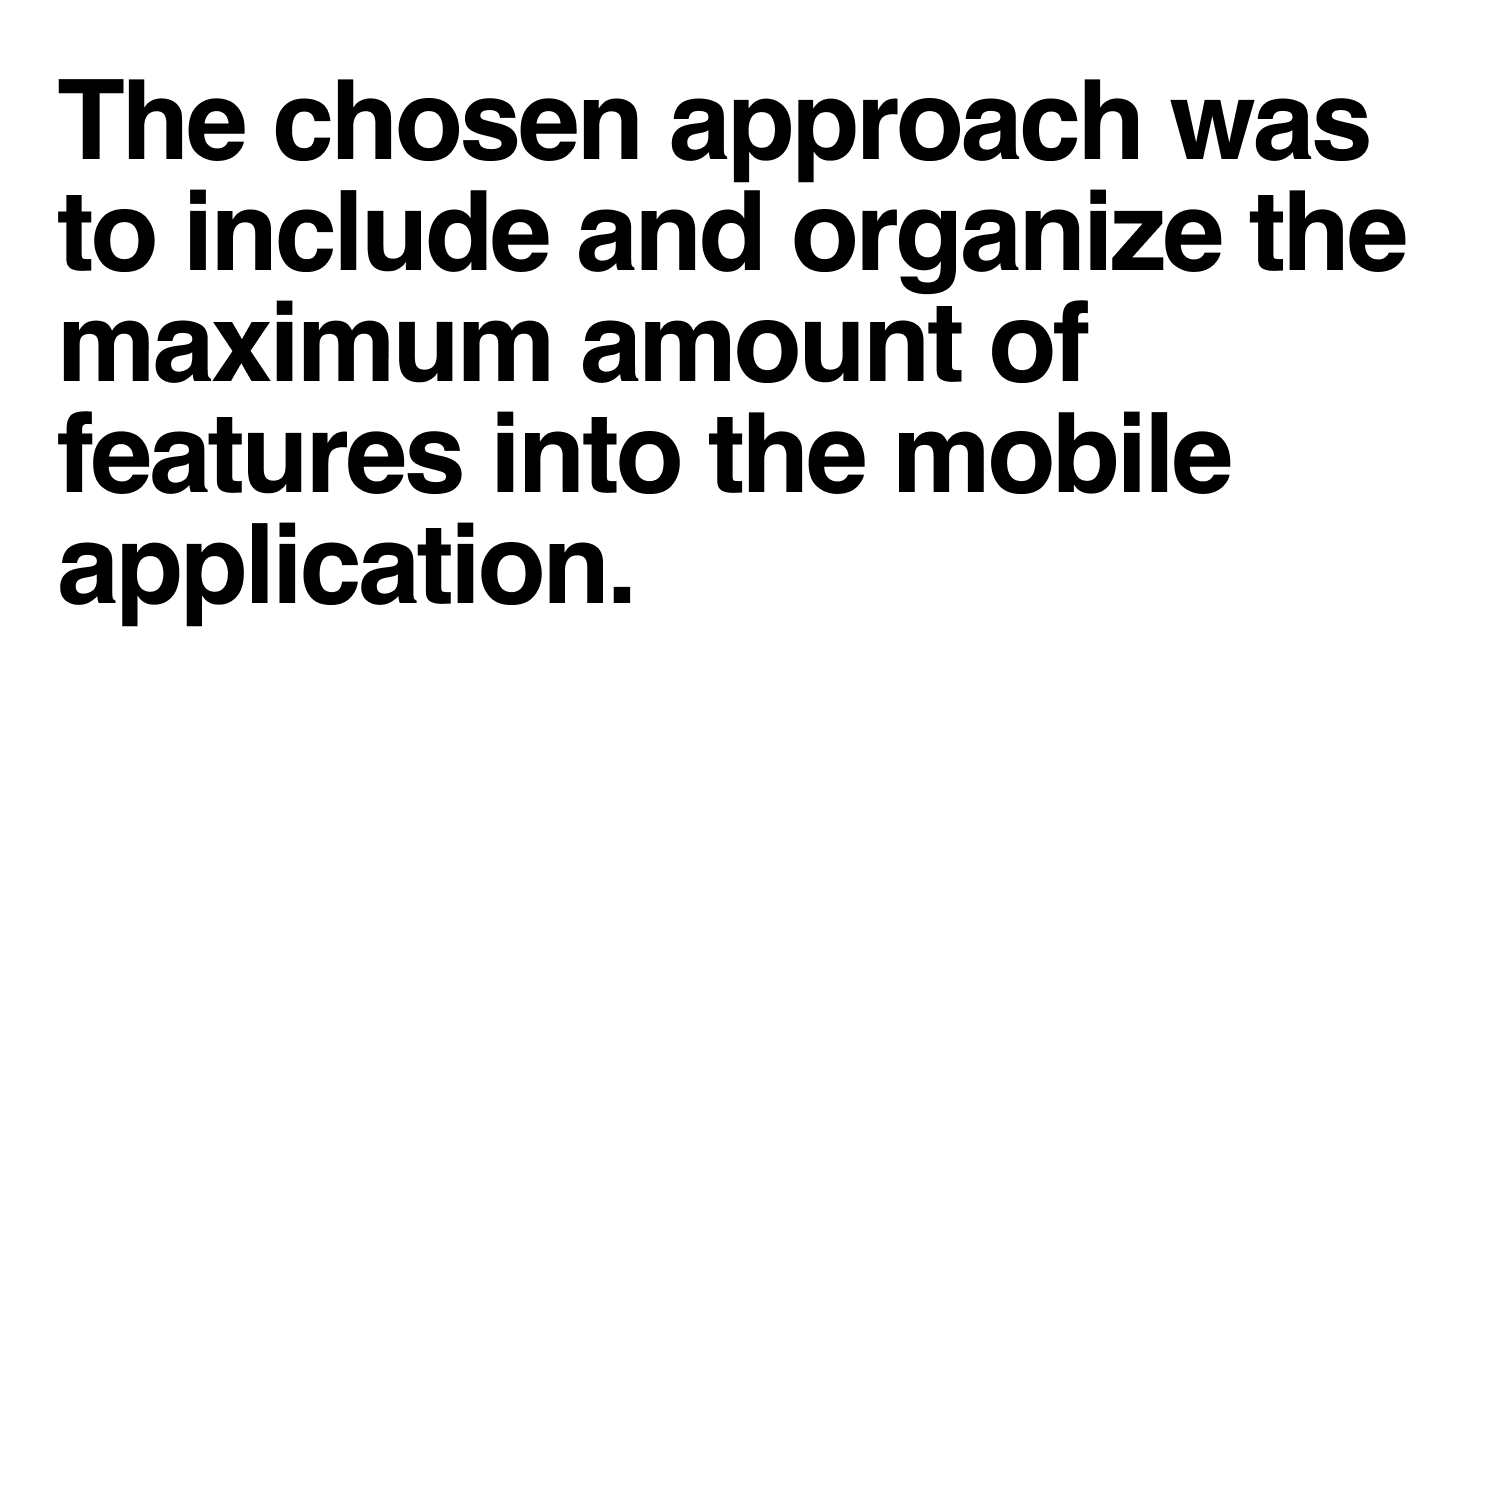 The chosen approach was
to include and organize the
maximum amount of
features into the mobile
application.